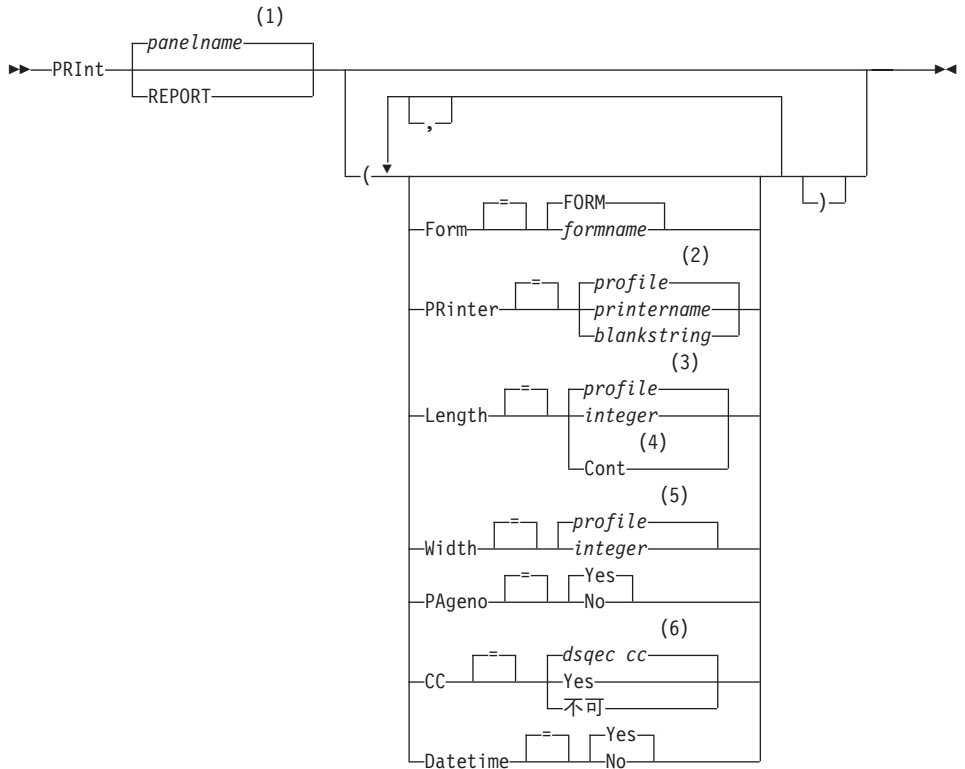 (1)
panelname
PRInt
REPORT
,
(
)
=
FORM
Form
formname
(2)
=
profile
PRinter
printername
blankstring
(3)
=
profile
Length
integer
(4)
Cont
(5)
=
profile
Width
integer
=
Yes
PAgeno
No
(6)
=
dsqec cc
CC
Yes
不可
=
Yes
Datetime
No